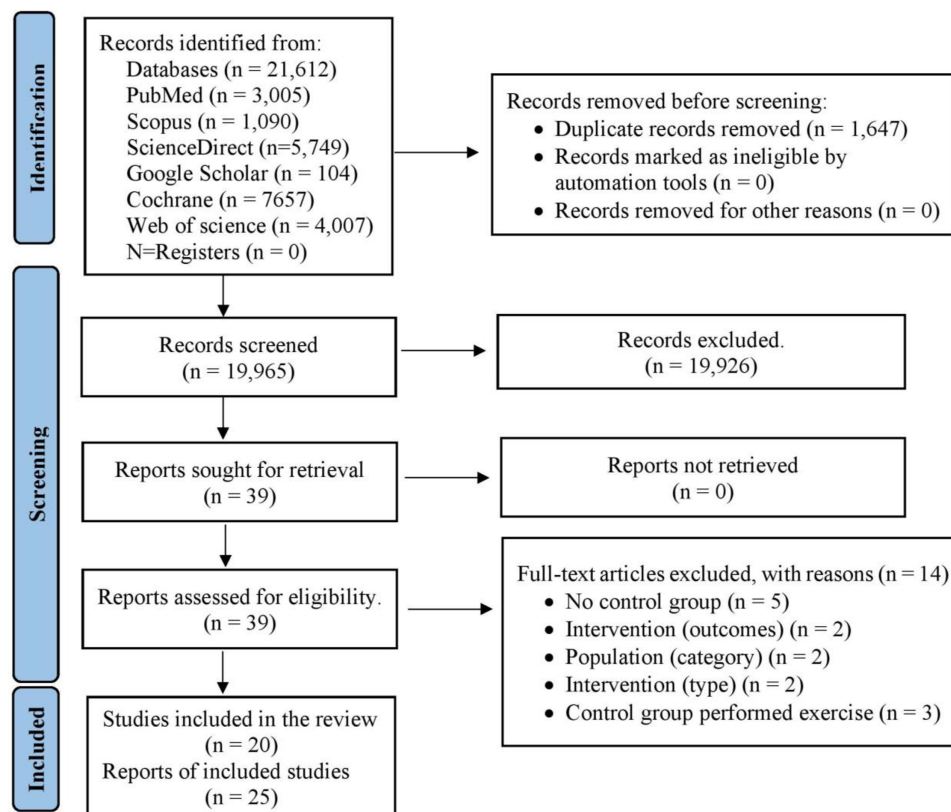 Identification
Records identified from:
Databases (n = 21,612)
PubMed (n = 3,005)
Scopus (n = 1,090)
ScienceDirect (n=5,749)
Google Scholar (n = 104)
Cochrane (n = 7657)
Web of science (n = 4,007)
N=Registers (n = 0)
Records removed before screening:
• Duplicate records removed (n = 1,647)
• Records marked as ineligible by
automation tools (n = 0)
• Records removed for other reasons (n = 0)
Screening
Records screened
(n = 19,965)
Records excluded.
(n = 19,926)
Reports sought for retrieval
(n = 39)
Reports not retrieved
(n = 0)
Reports assessed for eligibility.
(n = 39)
Full-text articles excluded, with reasons (n = 14)
• No control group (n = 5)
• Intervention (outcomes) (n = 2)
• Population (category) (n = 2)
• Intervention (type) (n = 2)
• Control group performed exercise (n = 3)
Included
Studies included in the review
(n = 20)
Reports of included studies
(n = 25)